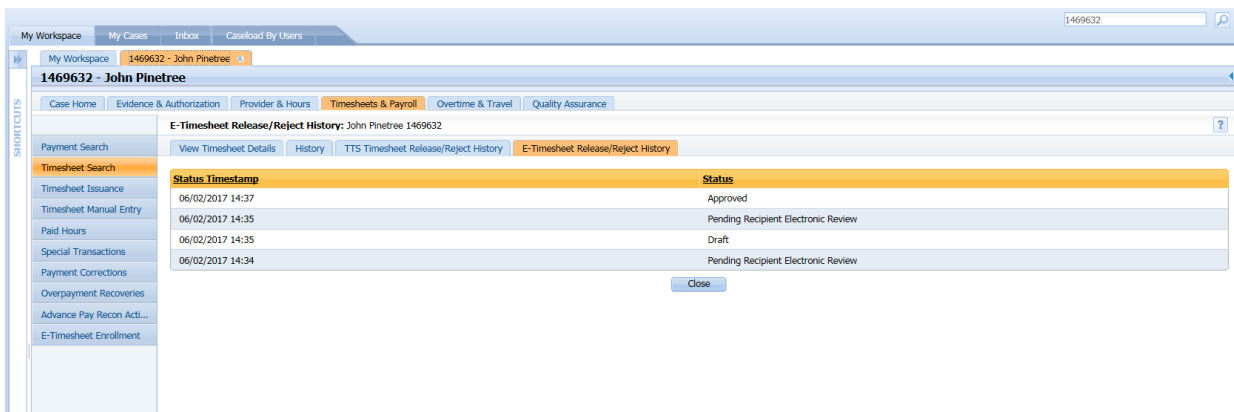 1469632
My Workspace My Cases Inbox Caseload By Users
My Workspace 1469632 - John Pinetree x
1469632 - John Pinetree
SHORTCUTS
Case Home Evidence & Authorization Provider & Hours Timesheets & Payroll Overtime & Travel Quality Assurance
E-Timesheet Release/Reject History: John Pinetree 1469632 ?
Payment Search
Timesheet Search
Timesheet Issuance
Timesheet Manual Entry
Paid Hours
Special Transactions
Payment Corrections
Overpayment Recoveries
Advance Pay Recon Acti...
E-Timesheet Enrollment
View Timesheet Details History TTS Timesheet Release/Reject History E-Timesheet Release/Reject History
Status Timestamp Status
06/02/2017 14:37 Approved
06/02/2017 14:35 Pending Recipient Electronic Review
06/02/2017 14:35 Draft
06/02/2017 14:34 Pending Recipient Electronic Review
Close